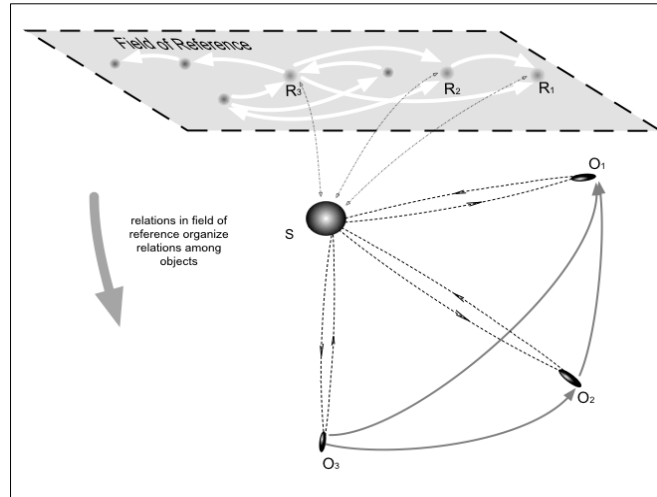 Field of Reference
R3
R2
R1
O1
relations in field of
reference organize
relations among
objects
S
O2
O3